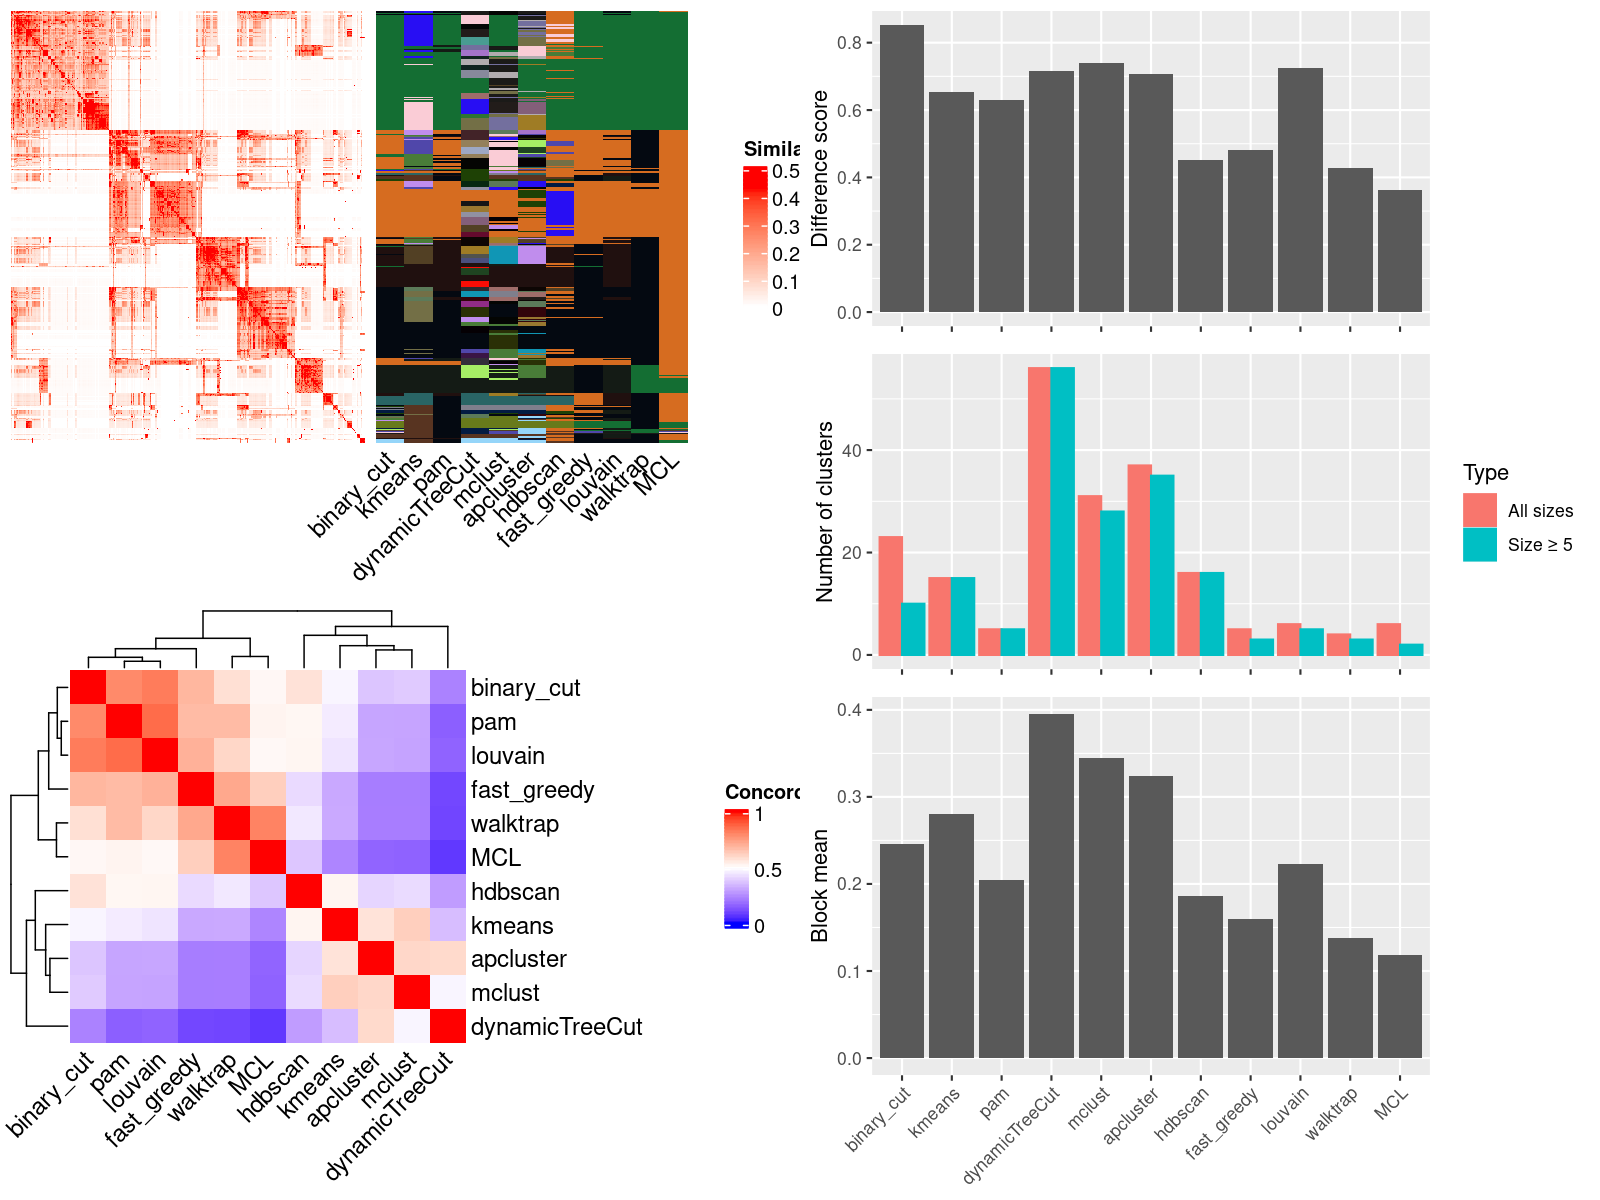 Simila
0.5
0.4
0.3
0.2
0.1
0
binary_cut
kmeans
pam
dynamicTreeCut
mclust
apcluster
hdbscan
fast_greedy
louvain
walktrap
MCL
binary_cut
pam
louvain
fast_greedy
walktrap
MCL
hdbscan
kmeans
apcluster
mclust
dynamicTreeCut
binary_cut
pam
louvain
fast_greedy
walktrap
MCL
hdbscan
kmeans
apcluster
mclust
dynamicTreeCut
Concord
1
0.5
0
Difference score
0.8
0.6
0.4
0.2
0.0
Number of clusters
40
20
0
Type
All sizes
Size ≥ 5
Block mean
0.4
0.3
0.2
0.1
0.0
binary_cut
kmeans
pam
dynamicTreeCut
mclust
apcluster
hdbscan
fast_greedy
louvain
walktrap
MCL